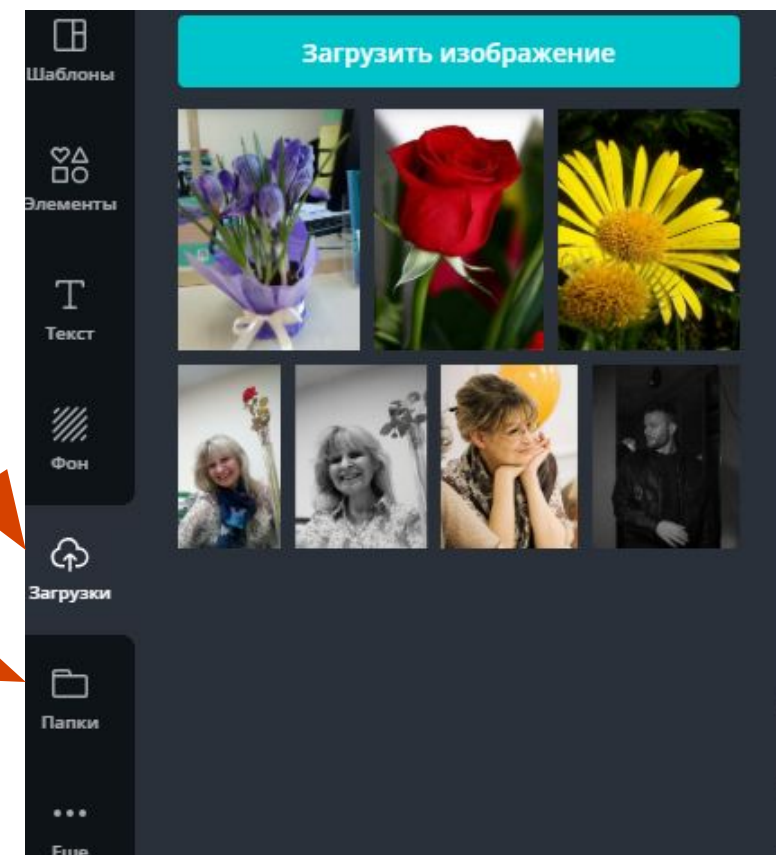 Загрузить изображение
Шаблоны
Элементы
Текст
Фон
Загрузки
Папки
Еще